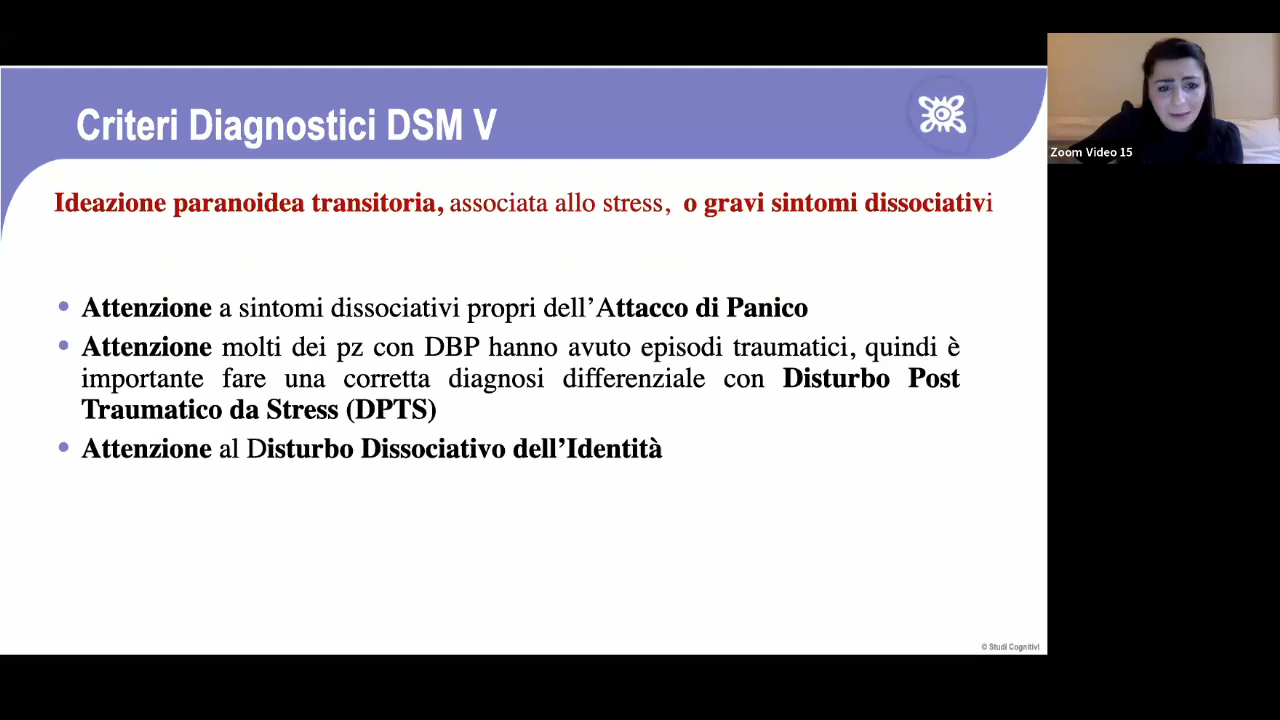 Criteri Diagnostici DSM V
Zoom Video 15
Ideazione paranoidea transitoria, associata allo stress, o gravi sintomi dissociativi
• Attenzione a sintomi dissociativi propri dell’Attacco di Panico
• Attenzione molti dei pz con DBP hanno avuto episodi traumatici, quindi è
importante fare una corretta diagnosi differenziale con Disturbo Post
Traumatico da Stress (DPTS)
• Attenzione al Disturbo Dissociativo dell’Identità
© Studi Cognitivi